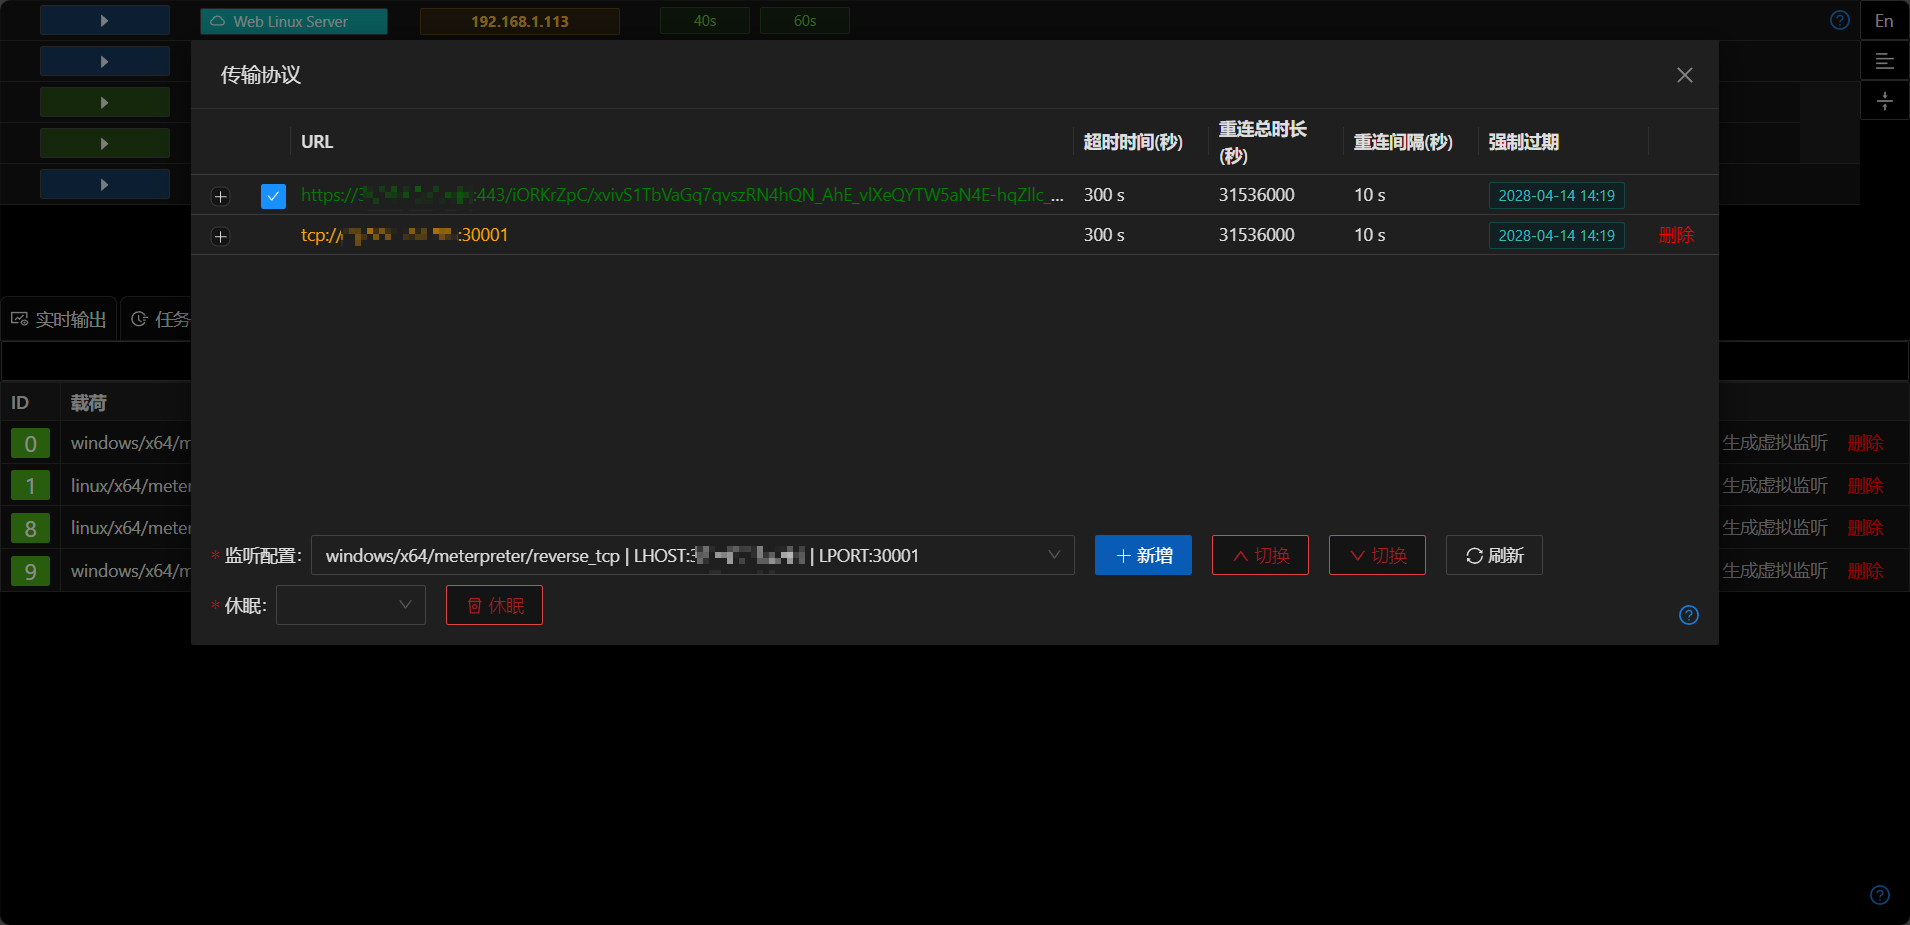 Web Linux Server 192.168.1.113 40s 60s En
传输协议
URL 超时时间(秒) 重连总时长(秒) 重连间隔(秒) 强制过期
https://3 :443/iORKrZpC/xvivS1TbVaGq7qvszRN4hQN_AhE_vlXeQYTW5aN4E-hqZllc_... 300 s 31536000 10 s 2028-04-14 14:19
tcp:// :30001 300 s 31536000 10 s 2028-04-14 14:19 删除
实时输出 任务
ID 载荷
0 windows/x64/m 生成虚拟监听 删除
1 linux/x64/meter 生成虚拟监听 删除
8 linux/x64/meter 生成虚拟监听 删除
9 windows/x64/m 生成虚拟监听 删除
* 监听配置: windows/x64/meterpreter/reverse_tcp | LHOST:3 | LPORT:30001 新增 切换 切换 刷新
* 休眠: 休眠